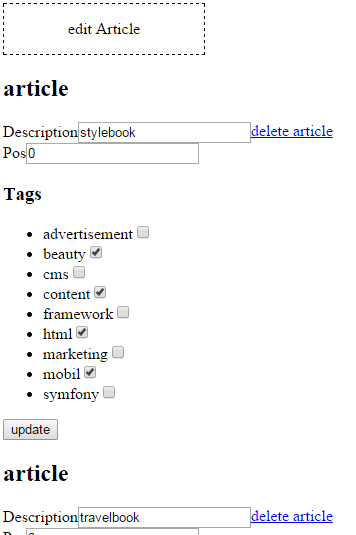 edit Article
article
Description stylebook delete article
Pos 0
Tags
advertisement
beauty
cms
content
framework
html
marketing
mobil
symfony
update
article
Description travelbook delete article